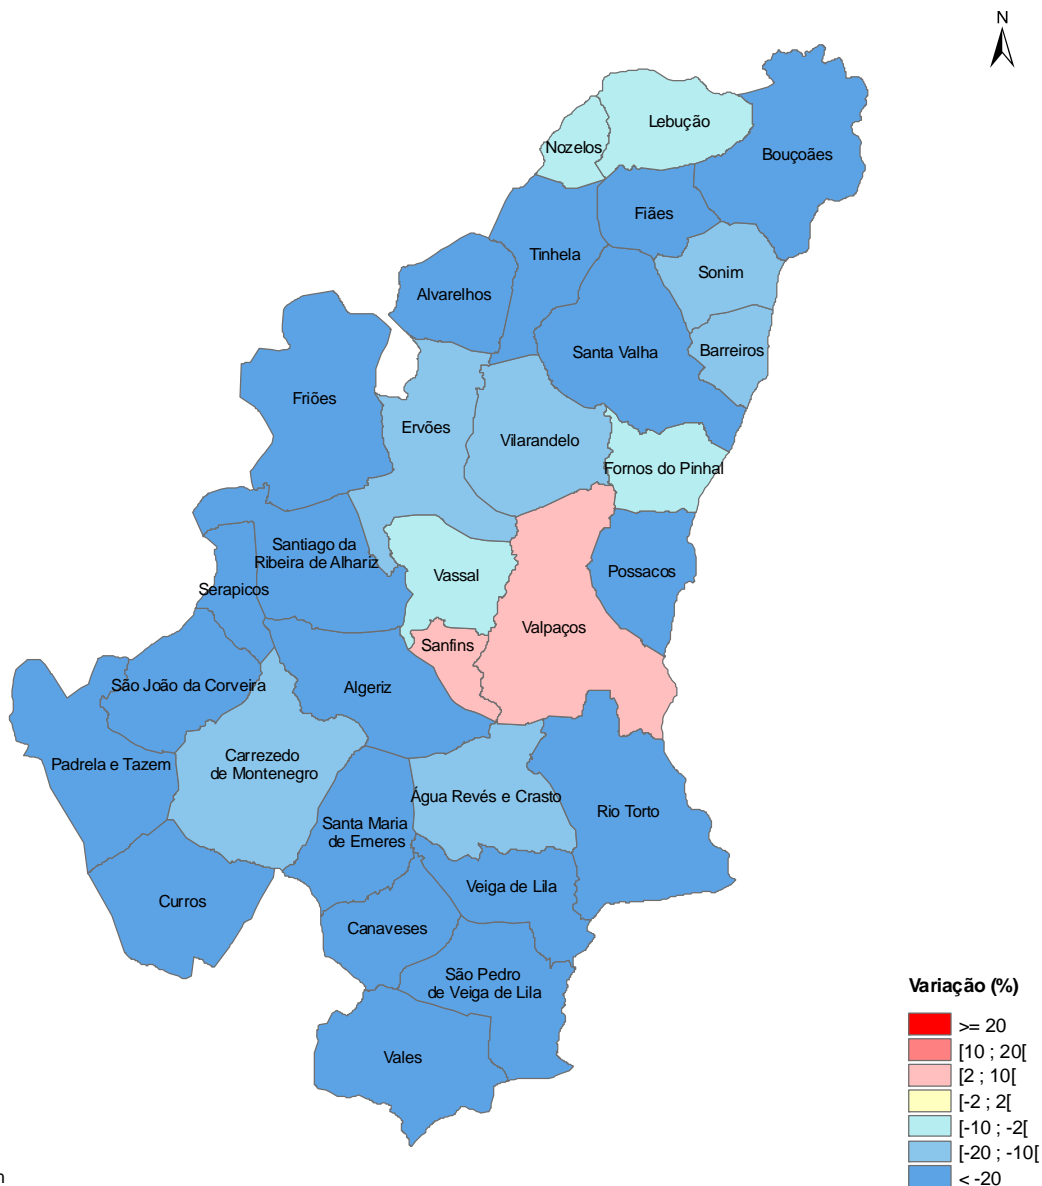 N
Lebução
Nozelos
Bouçoães
Fiães
Tinhela
Sonim
Alvarelhos
Santa Valha
Barreiros
Friões
Ervões
Vilarandelo
Fornos do Pinhal
Santiago da
Ribeira de Alhariz
Vassal
Possacos
Serapicos
Valpaços
Sanfins
São João da Corveira
Algeriz
Padrela e Tazem
Carrezedo
de Montenegro
Água Revés e Crasto
Rio Torto
Santa Maria
de Emeres
Veiga de Lila
Curros
Canaveses
São Pedro
de Veiga de Lila
Vales
Variação (%)
>= 20
[10 ; 20[
[2 ; 10[
[-2 ; 2[
[-10 ; -2[
[-20 ; -10[
< -20